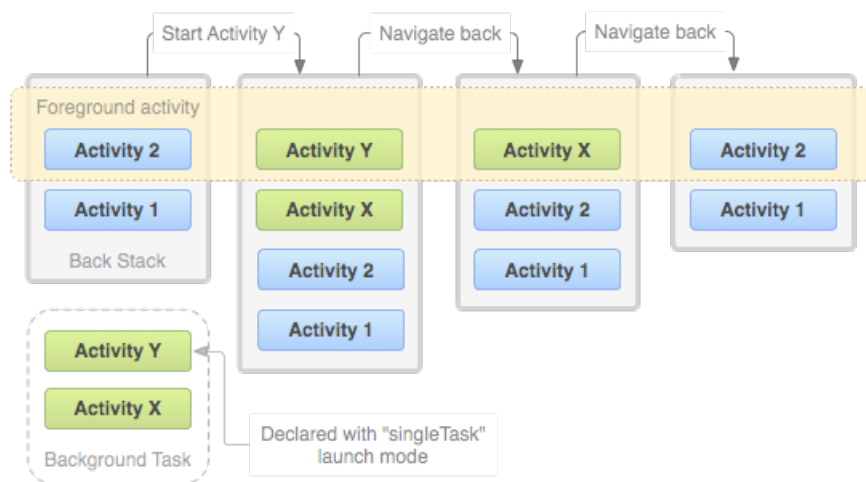 Start Activity Y
Navigate back
Navigate back
Foreground activity
Activity 2
Activity Y
Activity X
Activity 2
Activity 1
Activity X
Activity 2
Activity 1
Back Stack
Activity 2
Activity 1
Activity 1
Activity Y
Activity X
Background Task
Declared with "singleTask"
launch mode